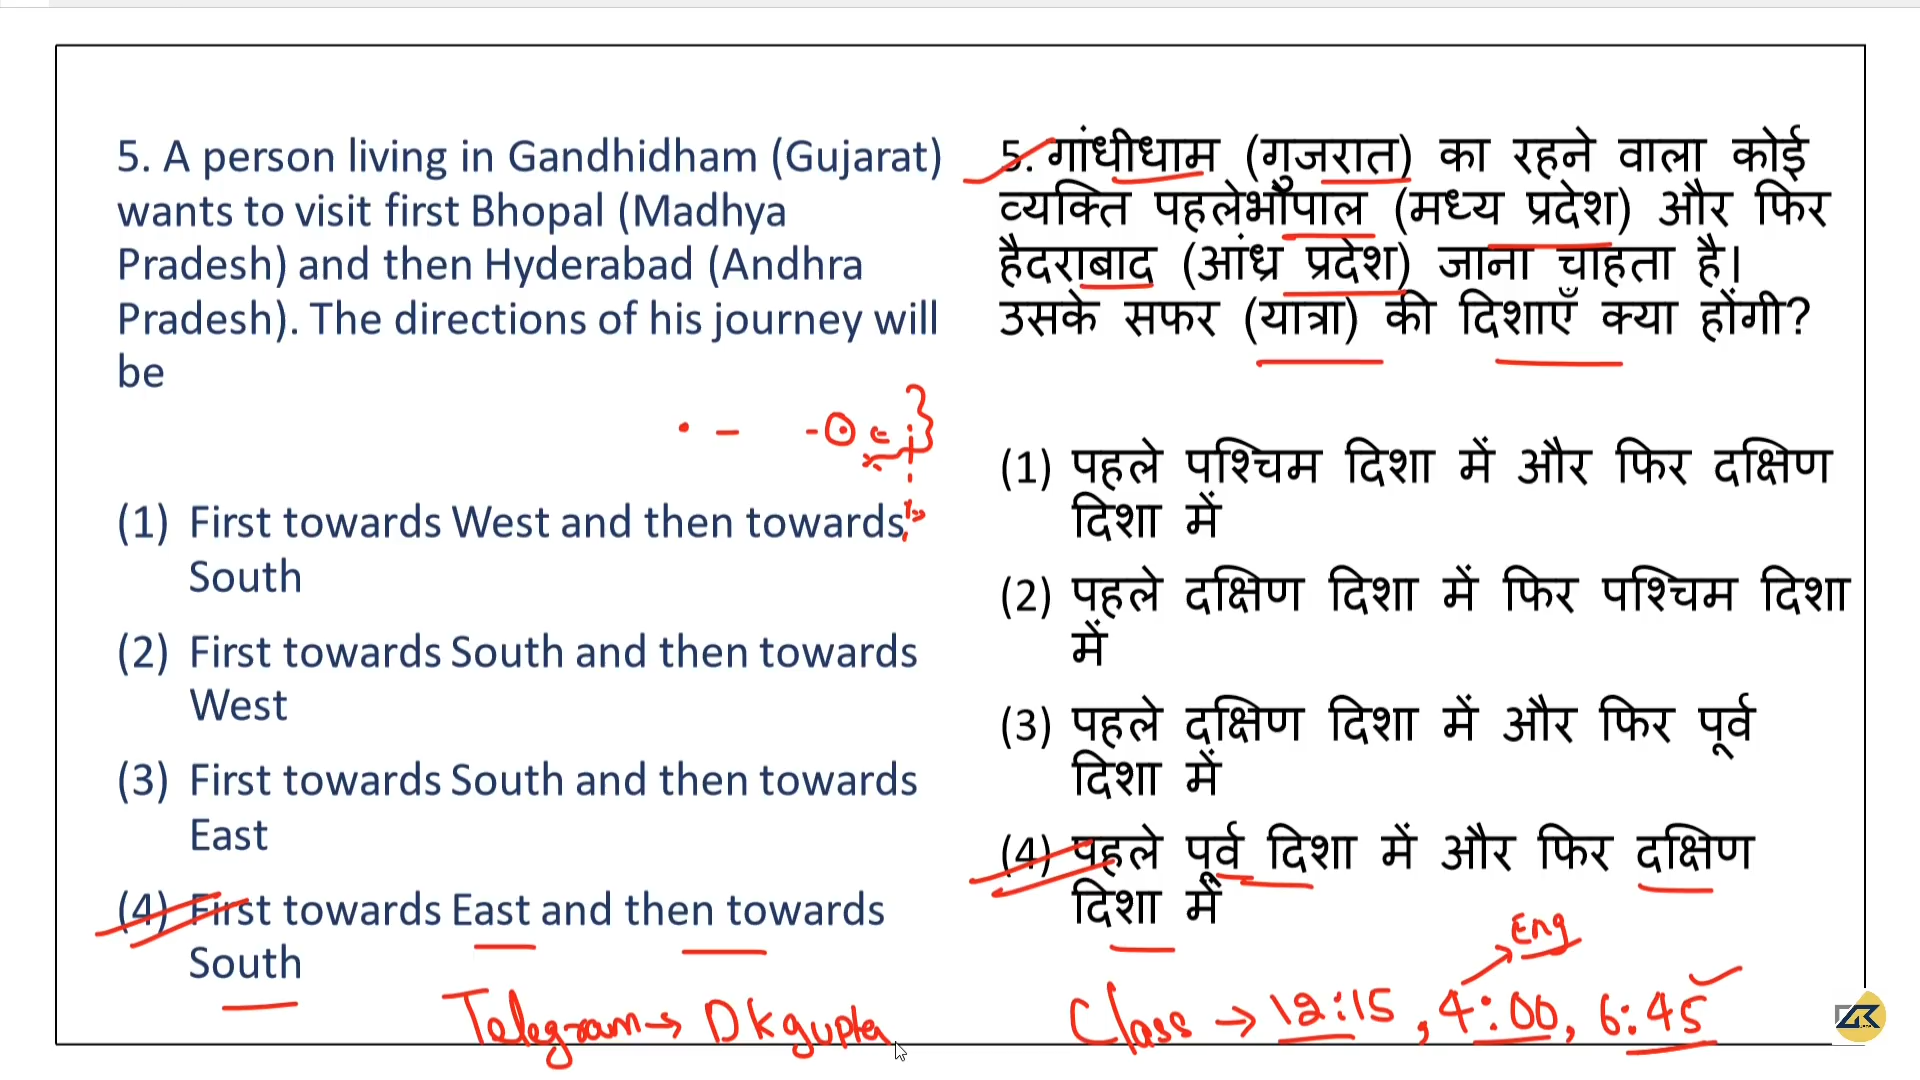 5. A person living in Gandhidham (Gujarat)
wants to visit first Bhopal (Madhya
Pradesh) and then Hyderabad (Andhra
Pradesh). The directions of his journey will
be
(1) First towards West and then towards
South
(2) First towards South and then towards
West
(3) First towards South and then towards
East
(4) First towards East and then towards
South
5. गांधीधाम (गुजरात) का रहने वाला कोई
व्यक्ति पहलेभोपाल (मध्य प्रदेश) और फिर
हैदराबाद (आंध्र प्रदेश) जाना चाहता है।
उसके सफर (यात्रा) की दिशाएँ क्या होंगी?
(1) पहले पश्चिम दिशा में और फिर दक्षिण
दिशा में
(2) पहले दक्षिण दिशा में फिर पश्चिम दिशा
में
(3) पहले दक्षिण दिशा में और फिर पूर्व
दिशा में
(4) पहले पूर्व दिशा में और फिर दक्षिण
दिशा में
Eng
Telegram → DKgupta
Class → 12:15, 4:00, 6:45